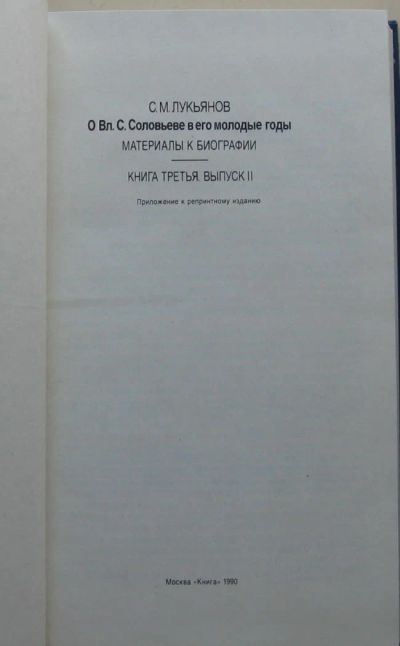 С. М. ЛУКЬЯНОВ
О Вл. С. Соловьеве в его молодые годы
МАТЕРИАЛЫ К БИОГРАФИИ
КНИГА ТРЕТЬЯ. ВЫПУСК II
Приложение к репринтному изданию
Москва «Книга» 1990